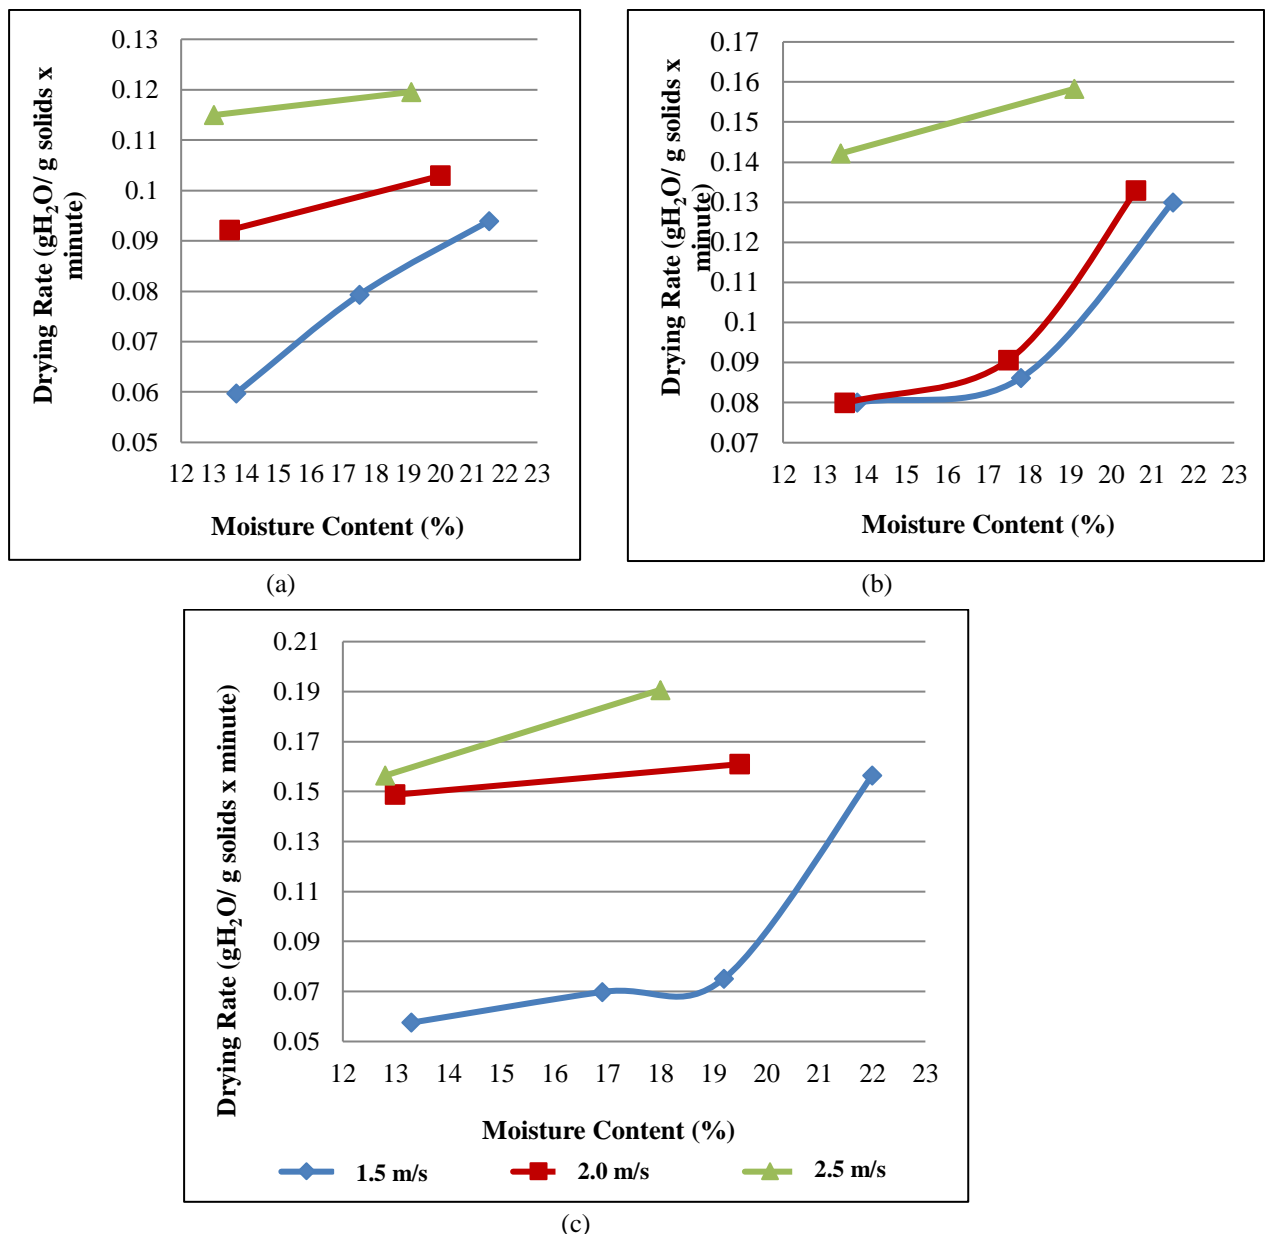 0.13
0.12
0.11
0.1
0.09
0.08
0.07
0.06
0.05
Drying Rate (gH₂O/ g solids x
minute)
12 13 14 15 16 17 18 19 20 21 22 23
Moisture Content (%)
(a)
0.17
0.16
0.15
0.14
0.13
0.12
0.11
0.1
0.09
0.08
0.07
Drying Rate (gH₂O/ g solids x
minute)
12 13 14 15 16 17 18 19 20 21 22 23
Moisture Content (%)
(b)
0.21
0.19
0.17
0.15
0.13
0.11
0.09
0.07
0.05
Drying Rate (gH₂O/ g solids x minute)
12 13 14 15 16 17 18 19 20 21 22 23
Moisture Content (%)
1.5 m/s 2.0 m/s 2.5 m/s
(c)